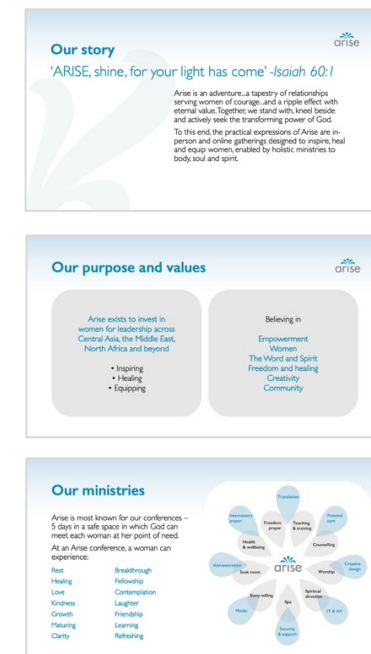 Our story
arise
'ARISE, shine, for your light has come' -Isaiah 60:1
Arise is an adventure...a tapestry of relationships
serving women of courage...and a ripple effect with
eternal value. Together, we stand with, kneel beside
and actively seek the transforming power of God.
To this end, the practical expressions of Arise are in-
person and online gatherings designed to inspire, heal
and equip women, enabled by holistic ministries to
body, soul and spirit.
Our purpose and values
arise
Arise exists to invest in
women for leadership across
Central Asia, the Middle East,
North Africa and beyond
• Inspiring
• Healing
• Equipping
Believing in
Empowerment
Women
The Word and Spirit
Freedom and healing
Creativity
Community
Our ministries
Arise is most known for our conferences –
5 days in a safe space in which God can
meet each woman at her point of need.
At an Arise conference, a woman can
experience:
Rest
Healing
Love
Kindness
Growth
Maturing
Clarity
Breakthrough
Fellowship
Contemplation
Laughter
Friendship
Learning
Refreshing
Translation
Intercessory
prayer
Freedom
prayer
Teaching
& training
Pastoral
care
Health
& wellbeing
Counselling
Administration
Soak room
arise
Worship
Creative
design
Story-telling
Spa
Spiritual
direction
Media
IT & AV
Security
& support